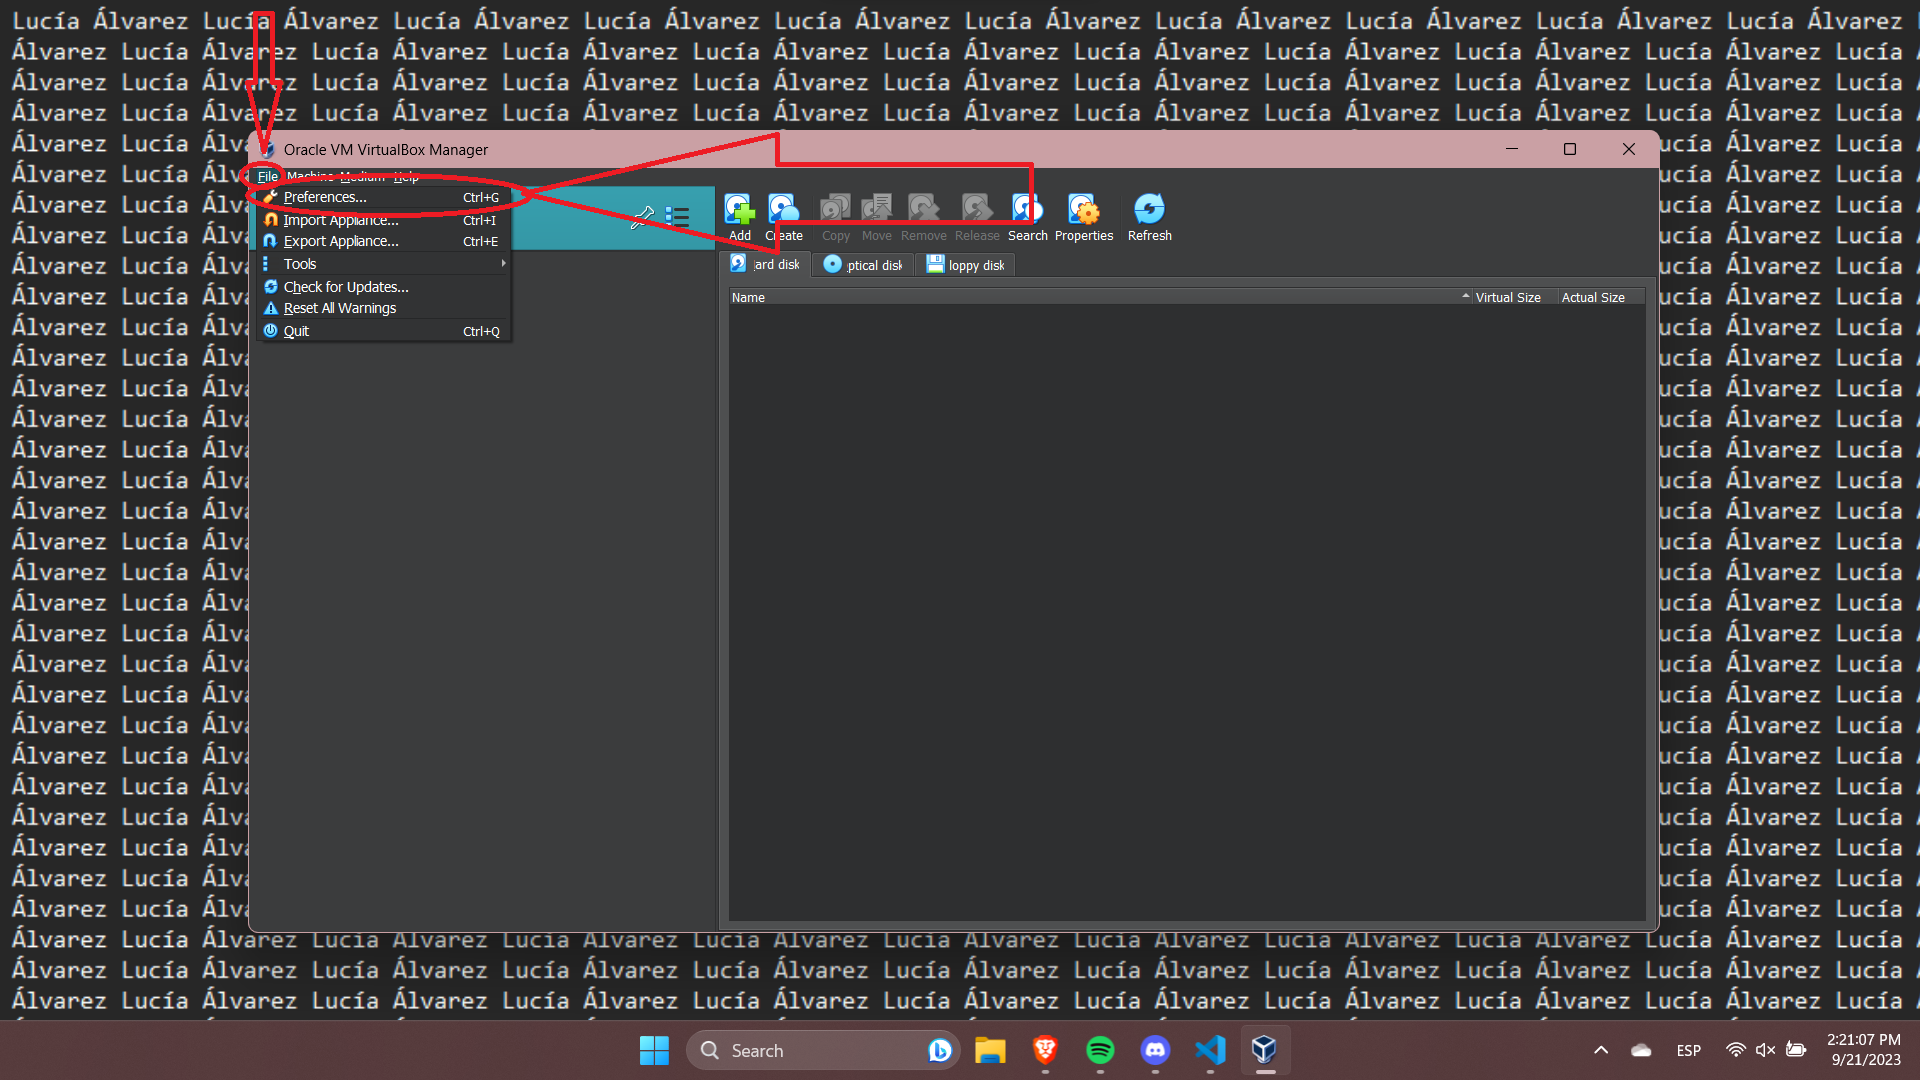 Lucía Álvarez Lucía Álvarez Lucía Álvarez Lucía Álvarez Lucía Álvarez Lucía Álvarez Lucía Álvarez Lucía Álvarez Lucía Álvarez Lucía Álvarez
Álvarez Lucía Álvarez Lucía Álvarez Lucía Álvarez Lucía Álvarez Lucía Álvarez Lucía Álvarez Lucía Álvarez Lucía Álvarez Lucía Álvarez Lucía
Álvarez Lucía Álvarez Lucía Álvarez Lucía Álvarez Lucía Álvarez Lucía Álvarez Lucía Álvarez Lucía Álvarez Lucía Álvarez Lucía Álvarez Lucía
Álvarez Lucía Álvarez Lucía Álvarez Lucía Álvarez Lucía Álvarez Lucía Álvarez Lucía Álvarez Lucía Álvarez Lucía Álvarez Lucía Álvarez Lucía
Oracle VM VirtualBox Manager
File Machine Medium Help
Preferences... Ctrl+G
Import Appliance... Ctrl+I
Export Appliance... Ctrl+E
Tools
Check for Updates...
Reset All Warnings
Quit Ctrl+Q
Add Create Copy Move Remove Release Search Properties Refresh
ard disk ptical disk loppy disk
Name Virtual Size Actual Size
Álvarez Lucía Álvarez Lucía Álvarez Lucía Álvarez Lucía Álvarez Lucía Álvarez Lucía Álvarez Lucía Álvarez Lucía Álvarez Lucía Álvarez Lucía
Álvarez Lucía Álvarez Lucía Álvarez Lucía Álvarez Lucía Álvarez Lucía Álvarez Lucía Álvarez Lucía Álvarez Lucía Álvarez Lucía Álvarez Lucía
Álvarez Lucía Álvarez Lucía Álvarez Lucía Álvarez Lucía Álvarez Lucía Álvarez Lucía Álvarez Lucía Álvarez Lucía Álvarez Lucía Álvarez Lucía
Search
ESP
2:21:07 PM
9/21/2023